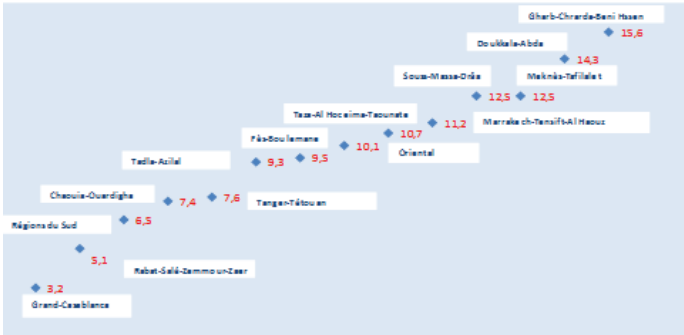 Gharb-Chrarda-Beni Hssen
15,6
Doukkala-Abda
14,3
Souss-Massa-Drâa
Meknès-Tafilalet
12,5
12,5
Taza-Al Hoceima-Taounate
11,2
Marrakech-Tensift-Al Haouz
Fès-Boulemane
10,7
10,1
Oriental
Tadla-Azilal
9,3
9,5
Chaouia-Ouardigha
7,4
7,6
Tanger-Tétouan
Régions du Sud
6,5
5,1
Rabat-Salé-Zemmour-Zaer
3,2
Grand-Casablanca